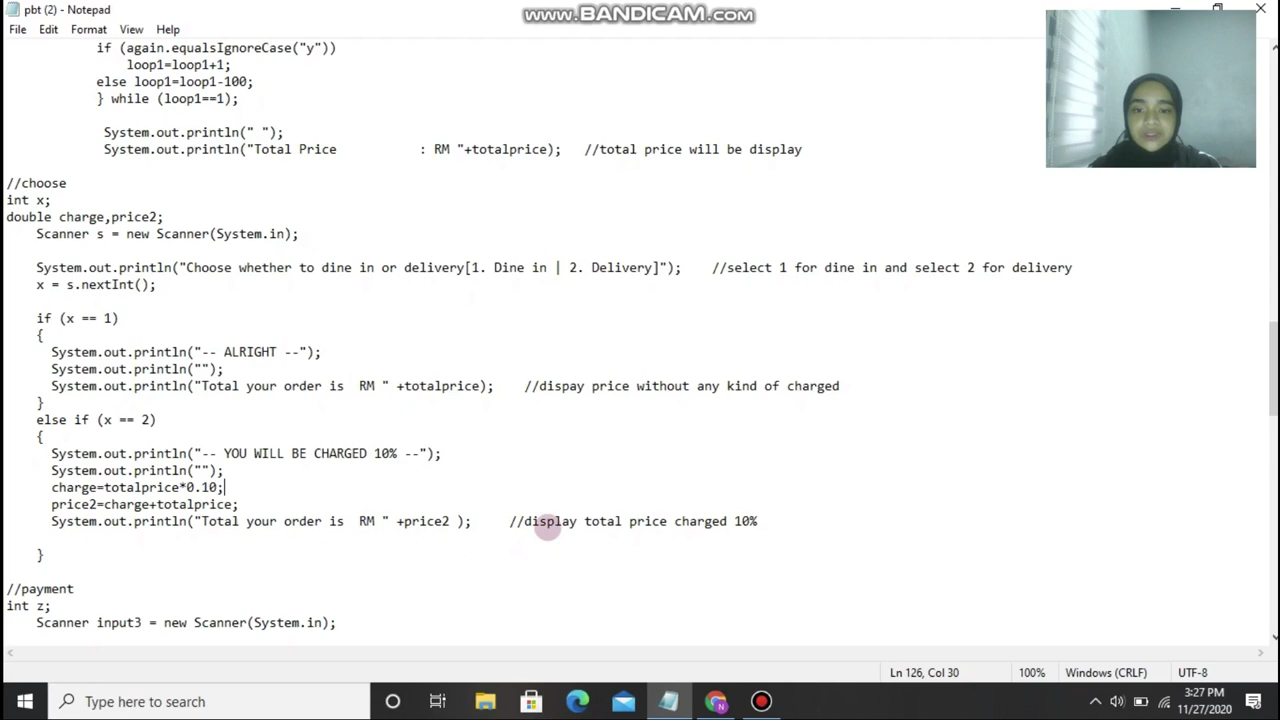 pbt (2) - Notepad
www.BANDICAM.com
File Edit Format View Help
if (again.equalsIgnoreCase("y"))
loop1=loop1+1;
else loop1=loop1-100;
} while (loop1==1);
System.out.println(" ");
System.out.println("Total Price : RM "+totalprice); //total price will be display
//choose
int x;
double charge,price2;
Scanner s = new Scanner(System.in);
System.out.println("Choose whether to dine in or delivery[1. Dine in | 2. Delivery]"); //select 1 for dine in and select 2 for delivery
x = s.nextInt();
if (x == 1)
{
System.out.println("-- ALRIGHT --");
System.out.println("");
System.out.println("Total your order is RM " +totalprice); //dispay price without any kind of charged
}
else if (x == 2)
{
System.out.println("-- YOU WILL BE CHARGED 10% --");
System.out.println("");
charge=totalprice*0.10;
price2=charge+totalprice;
System.out.println("Total your order is RM " +price2 ); //display total price charged 10%
}
//payment
int z;
Scanner input3 = new Scanner(System.in);
Ln 126, Col 30 100% Windows (CRLF) UTF-8
Type here to search
3:27 PM
11/27/2020